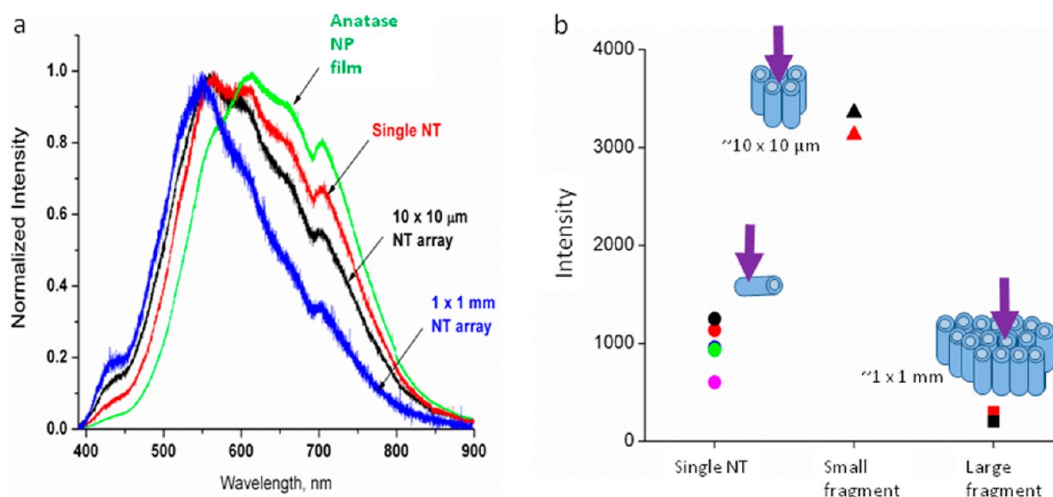 a
Anatase
NP
film
Single NT
10 x 10 μm
NT array
1 x 1 mm
NT array
Normalized Intensity
1.0
0.8
0.6
0.4
0.2
0.0
400
500
600
700
800
900
Wavelength, nm
b
4000
3000
2000
1000
0
Intensity
~10 x 10 μm
~1 x 1 mm
Single NT
Small
fragment
Large
fragment